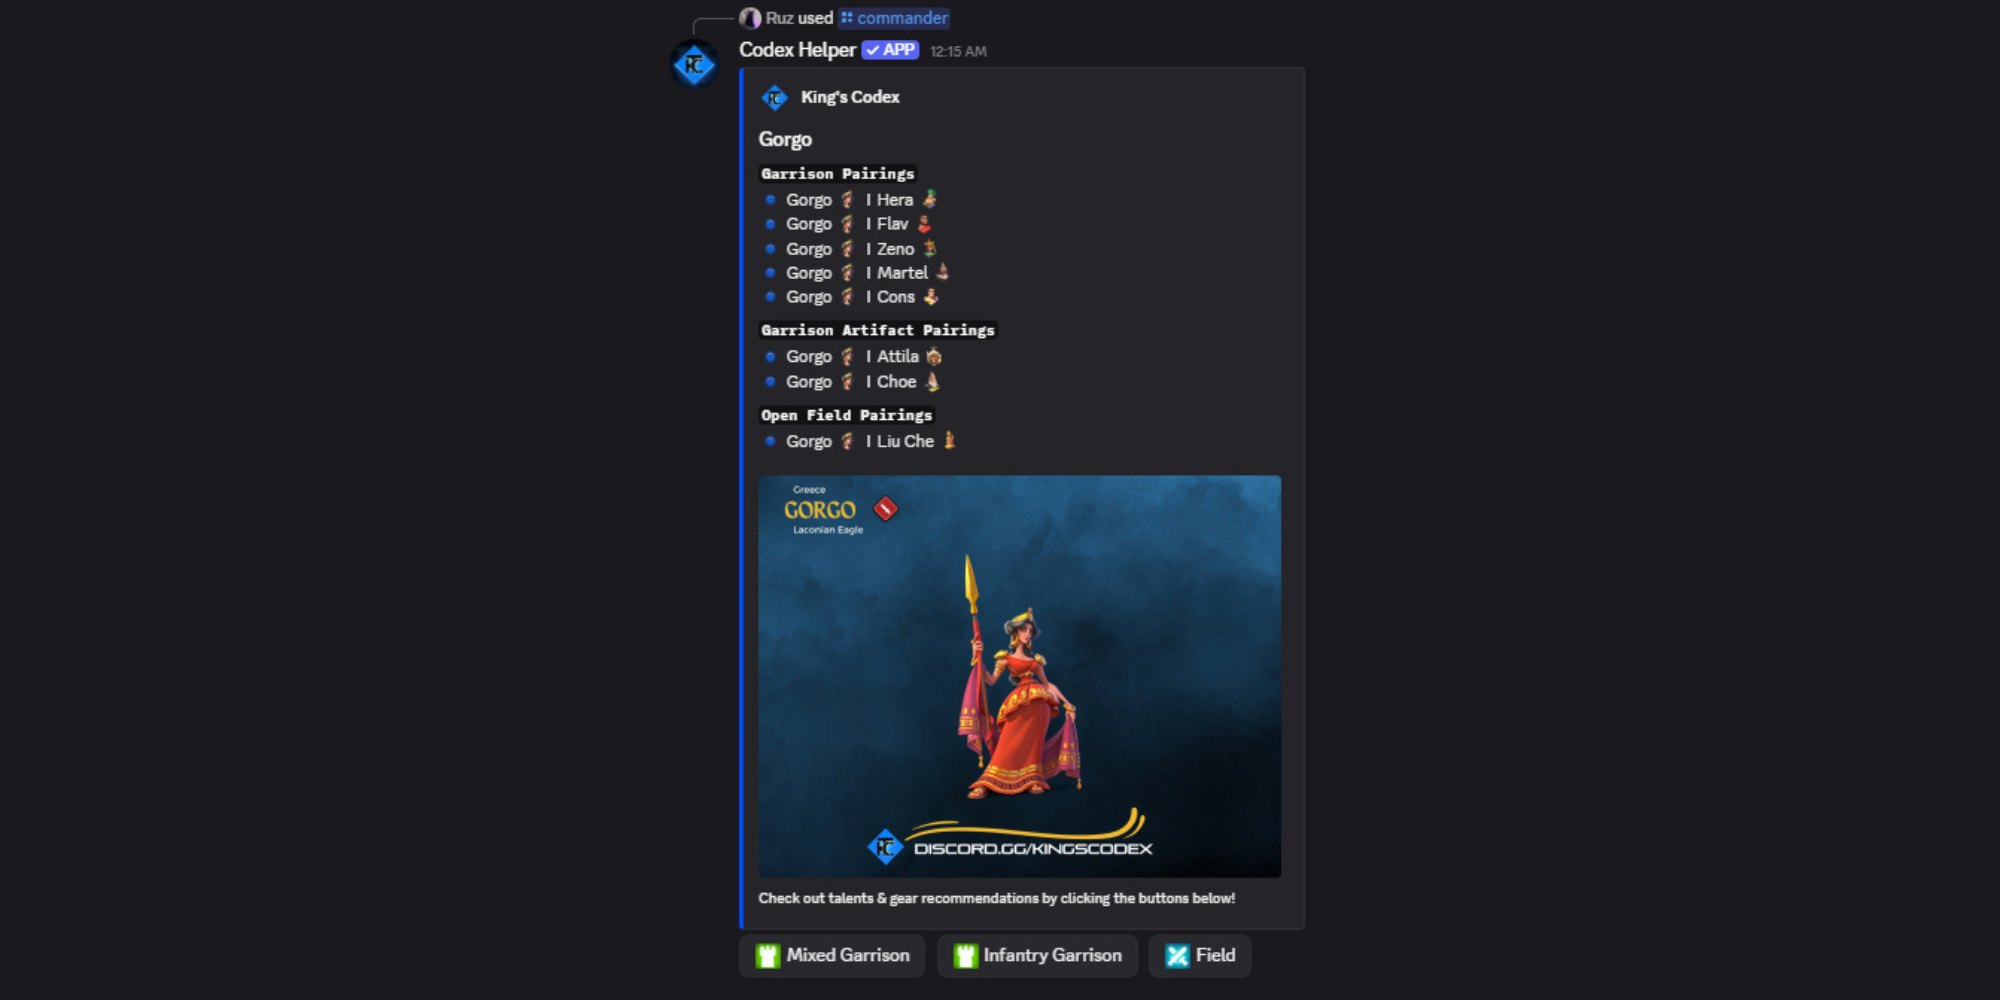 Ruz used commander
Codex Helper ✓ APP 12:15 AM
King's Codex
Gorgo
Garrison Pairings
Gorgo | Hera
Gorgo | Flav
Gorgo | Zeno
Gorgo | Martel
Gorgo | Cons
Garrison Artifact Pairings
Gorgo | Attila
Gorgo | Choe
Open Field Pairings
Gorgo | Liu Che
Greece
GORGO
Laconian Eagle
DISCORD.GG/KINGSCODEX
Check out talents & gear recommendations by clicking the buttons below!
Mixed Garrison Infantry Garrison Field